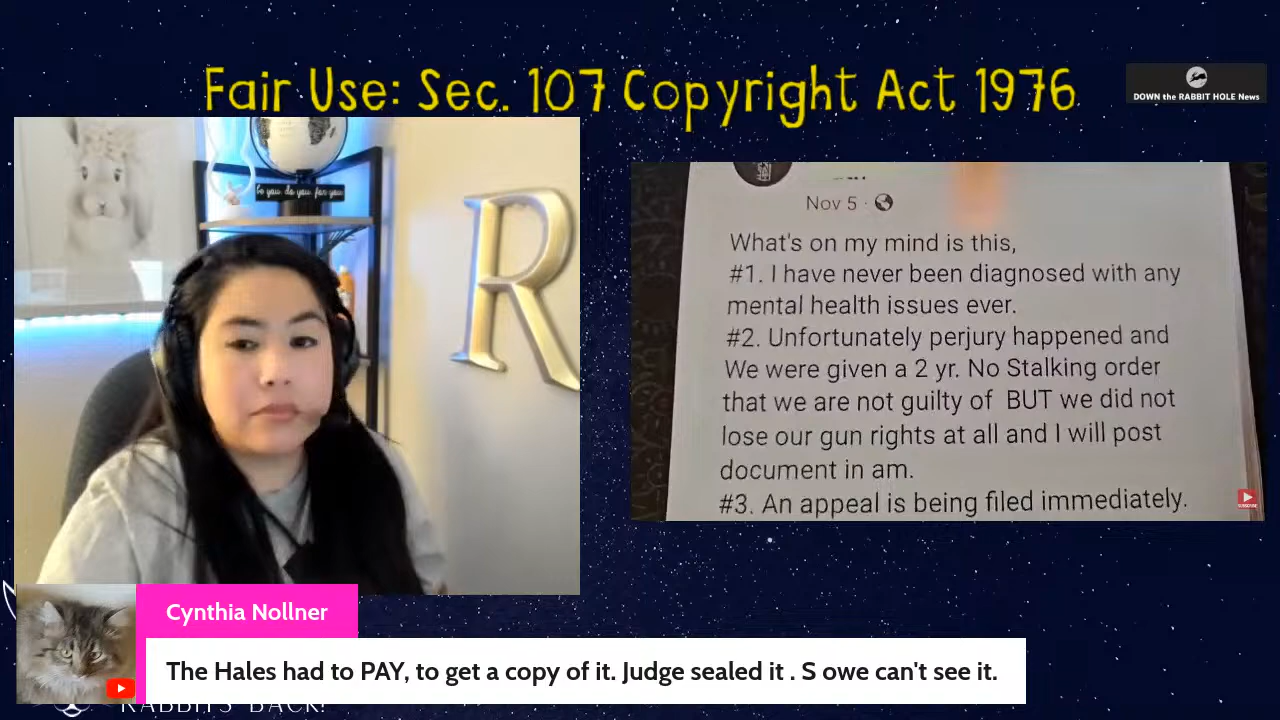 Fair Use: Sec. 107 Copyright Act 1976
DOWN the RABBIT HOLE News
be you. do you. for you.
R
Nov 5 ·
What's on my mind is this,
#1. I have never been diagnosed with any
mental health issues ever.
#2. Unfortunately perjury happened and
We were given a 2 yr. No Stalking order
that we are not guilty of BUT we did not
lose our gun rights at all and I will post
document in am.
#3. An appeal is being filed immediately.
SUBSCRIBE
Cynthia Nollner
The Hales had to PAY, to get a copy of it. Judge sealed it . S owe can't see it.
RABBITS BACK!